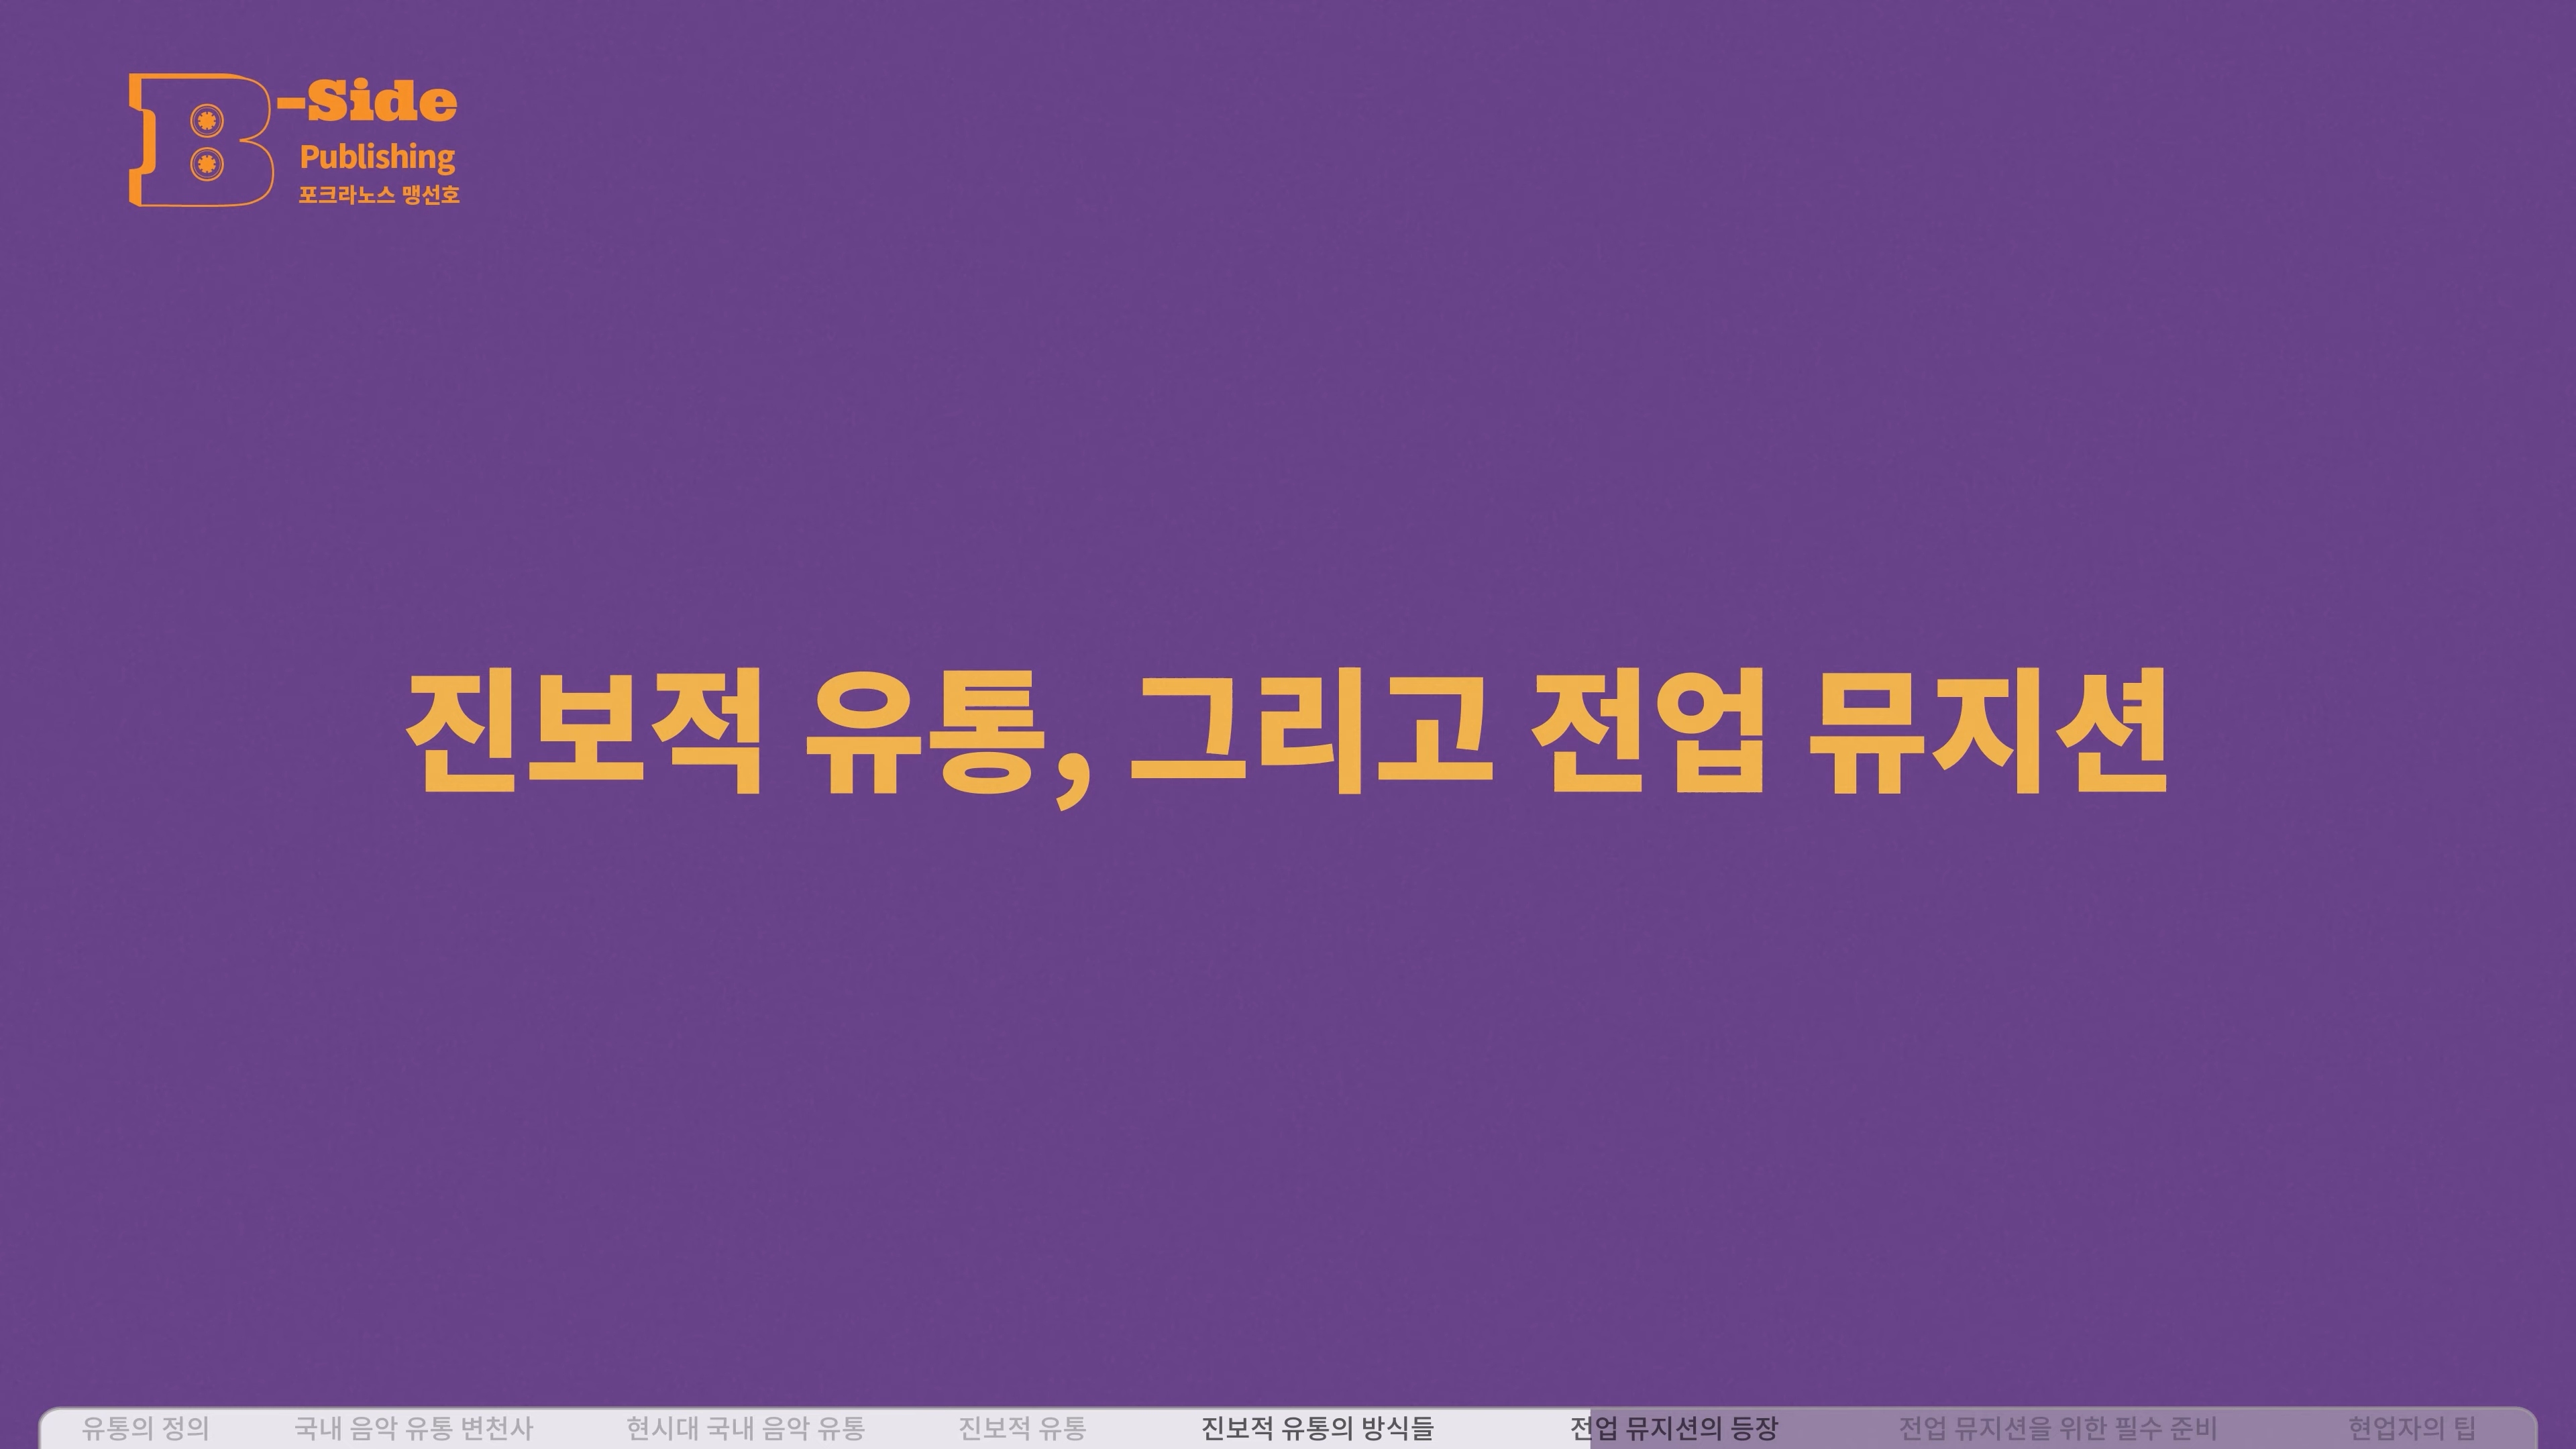 B-Side
Publishing
포크라노스 맹선호
진보적 유통, 그리고 전업 뮤지션
유통의 정의 국내 음악 유통 변천사 현시대 국내 음악 유통 진보적 유통 진보적 유통의 방식들 전업 뮤지션의 등장 전업 뮤지션을 위한 필수 준비 현업자의 팁